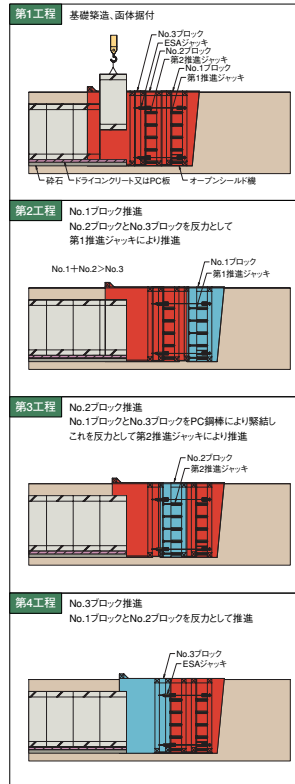 第1工程 基礎築造、函体据付
No.3ブロック
ESAジャッキ
No.2ブロック
第2推進ジャッキ
No.1ブロック
第1推進ジャッキ
砕石
ドライコンクリート又はPC板
オープンシールド機
第2工程 No.1ブロック推進
No.2ブロックとNo.3ブロックを反力として
第1推進ジャッキにより推進
No.1+No.2>No.3
No.1ブロック
第1推進ジャッキ
第3工程 No.2ブロック推進
No.1ブロックとNo.3ブロックをPC鋼棒により緊結し
これを反力として第2推進ジャッキにより推進
No.2ブロック
第2推進ジャッキ
第4工程 No.3ブロック推進
No.1ブロックとNo.2ブロックを反力として推進
No.3ブロック
ESAジャッキ